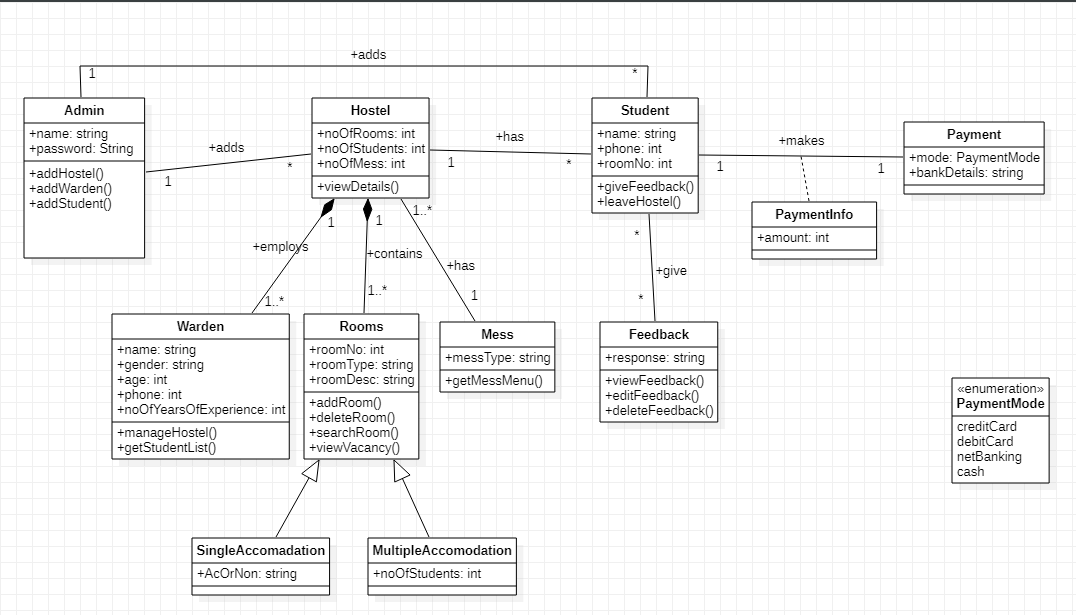 +adds
1
*
Admin
+name: string
+password: String
+addHostel()
+addWarden()
+addStudent()
+adds
1
*
Hostel
+noOfRooms: int
+noOfStudents: int
+noOfMess: int
+viewDetails()
+has
1
*
Student
+name: string
+phone: int
+roomNo: int
+giveFeedback()
+leaveHostel()
+makes
1
1
Payment
+mode: PaymentMode
+bankDetails: string
PaymentInfo
+amount: int
1
+employs
1..*
1
+contains
1..*
1..*
+has
1
*
+give
*
Warden
+name: string
+gender: string
+age: int
+phone: int
+noOfYearsOfExperience: int
+manageHostel()
+getStudentList()
Rooms
+roomNo: int
+roomType: string
+roomDesc: string
+addRoom()
+deleteRoom()
+searchRoom()
+viewVacancy()
Mess
+messType: string
+getMessMenu()
Feedback
+response: string
+viewFeedback()
+editFeedback()
+deleteFeedback()
«enumeration»
PaymentMode
creditCard
debitCard
netBanking
cash
SingleAccomadation
+AcOrNon: string
MultipleAccomodation
+noOfStudents: int